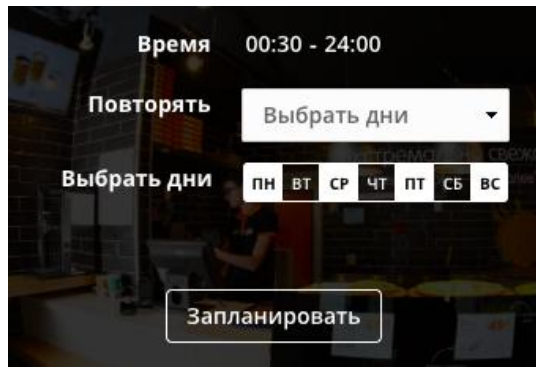 Время 00:30 - 24:00
Повторять Выбрать дни
Выбрать дни ПН ВТ СР ЧТ ПТ СБ ВС
Запланировать